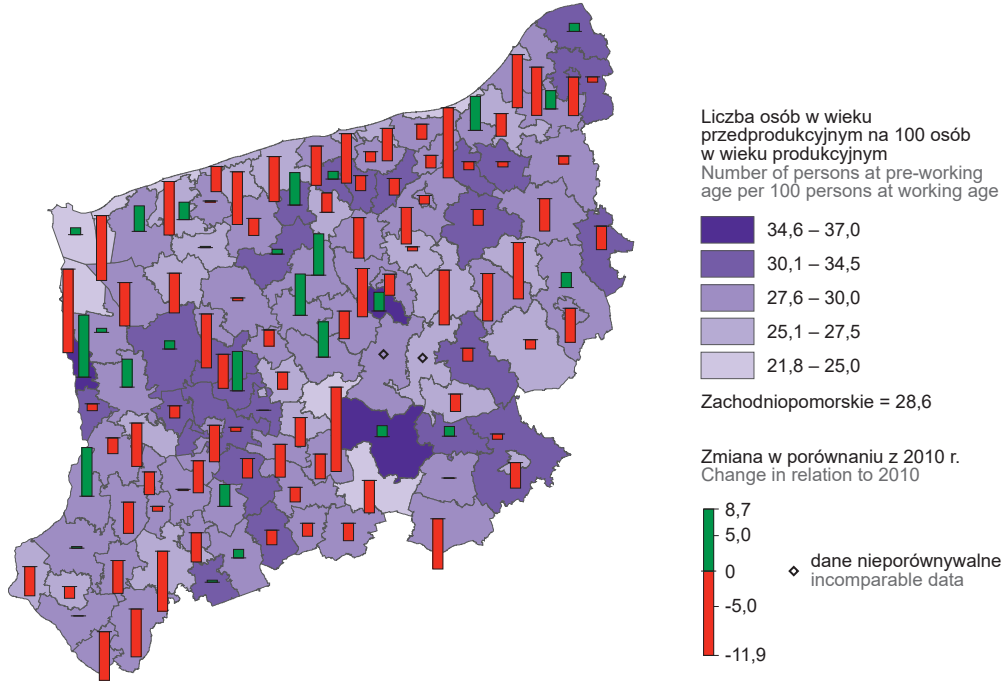 Liczba osób w wieku
przedprodukcyjnym na 100 osób
w wieku produkcyjnym
Number of persons at pre-working
age per 100 persons at working age
34,6 – 37,0
30,1 – 34,5
27,6 – 30,0
25,1 – 27,5
21,8 – 25,0
Zachodniopomorskie = 28,6
Zmiana w porównaniu z 2010 r.
Change in relation to 2010
8,7
5,0
0
-5,0
-11,9
dane nieporównywalne
incomparable data